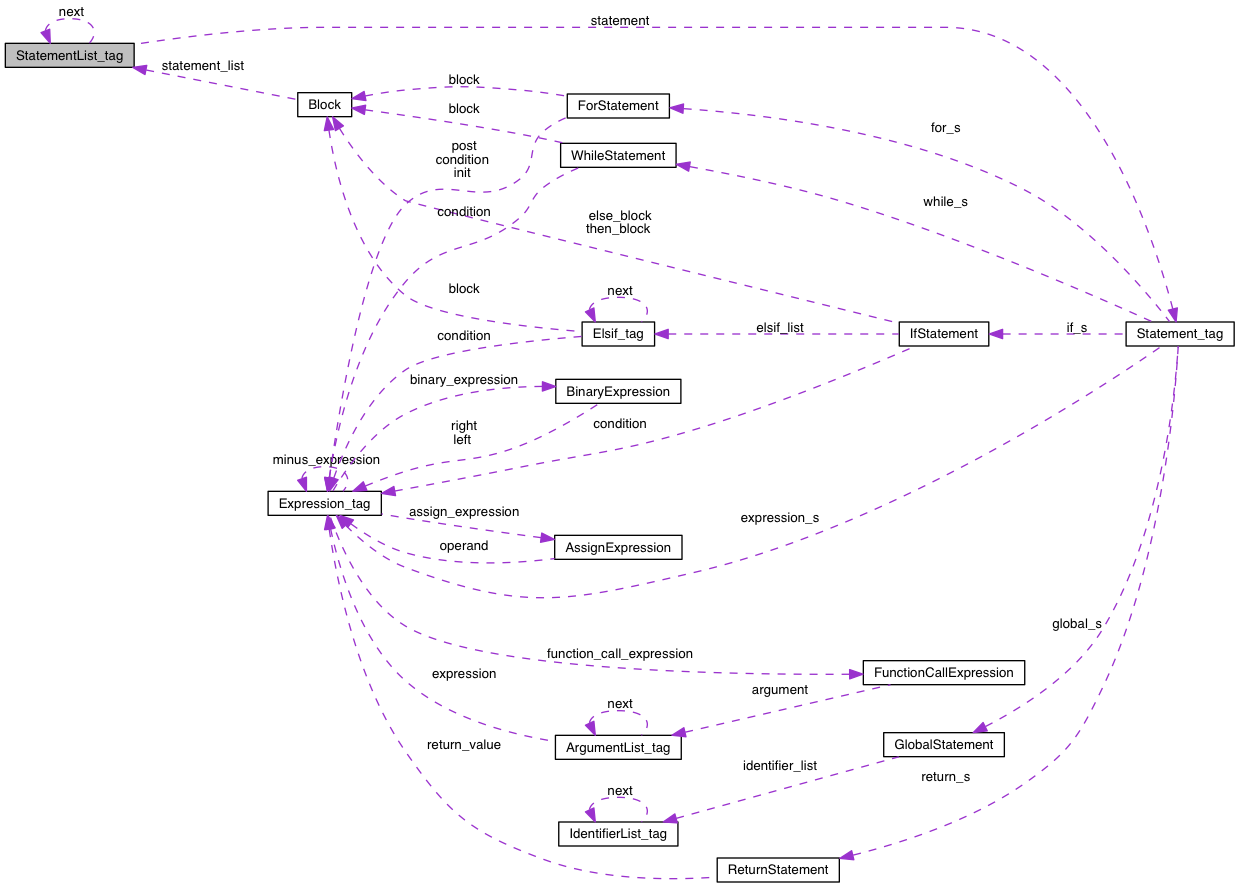 next
statement
StatementList_tag
statement_list
block
Block
ForStatement
block
for_s
post
condition
init
WhileStatement
while_s
condition
else_block
then_block
block
next
condition
Elsif_tag
elsif_list
IfStatement
if_s
Statement_tag
binary_expression
BinaryExpression
right
left
condition
minus_expression
Expression_tag
assign_expression
expression_s
operand
AssignExpression
global_s
function_call_expression
expression
FunctionCallExpression
argument
next
return_value
ArgumentList_tag
GlobalStatement
identifier_list
return_s
next
IdentifierList_tag
ReturnStatement